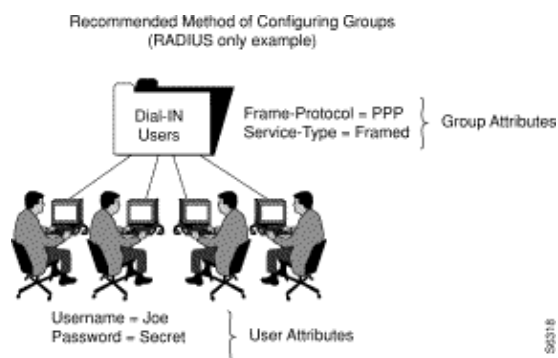 Recommended Method of Configuring Groups
(RADIUS only example)
Dial-IN
Users
Frame-Protocol = PPP
Service-Type = Framed
Group Attributes
Username = Joe
Password = Secret
User Attributes
S6318